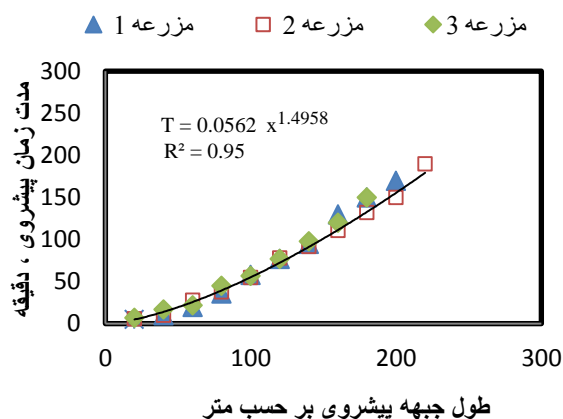 مزرعه 1 مزرعه 2 مزرعه 3
300
250
200
150
100
50
0
T = 0.0562 x^1.4958
R² = 0.95
0 100 200 300
مدت زمان پیشروی ، دقیقه
طول جبهه پیشروی بر حسب متر